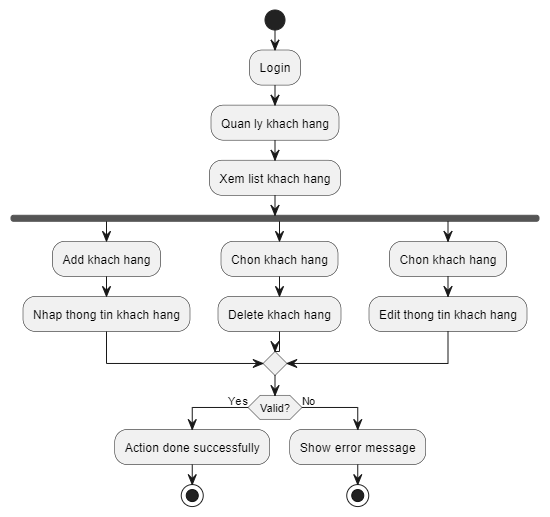 Login
Quan ly khach hang
Xem list khach hang
Add khach hang
Chon khach hang
Chon khach hang
Nhap thong tin khach hang
Delete khach hang
Edit thong tin khach hang
Yes
Valid?
No
Action done successfully
Show error message